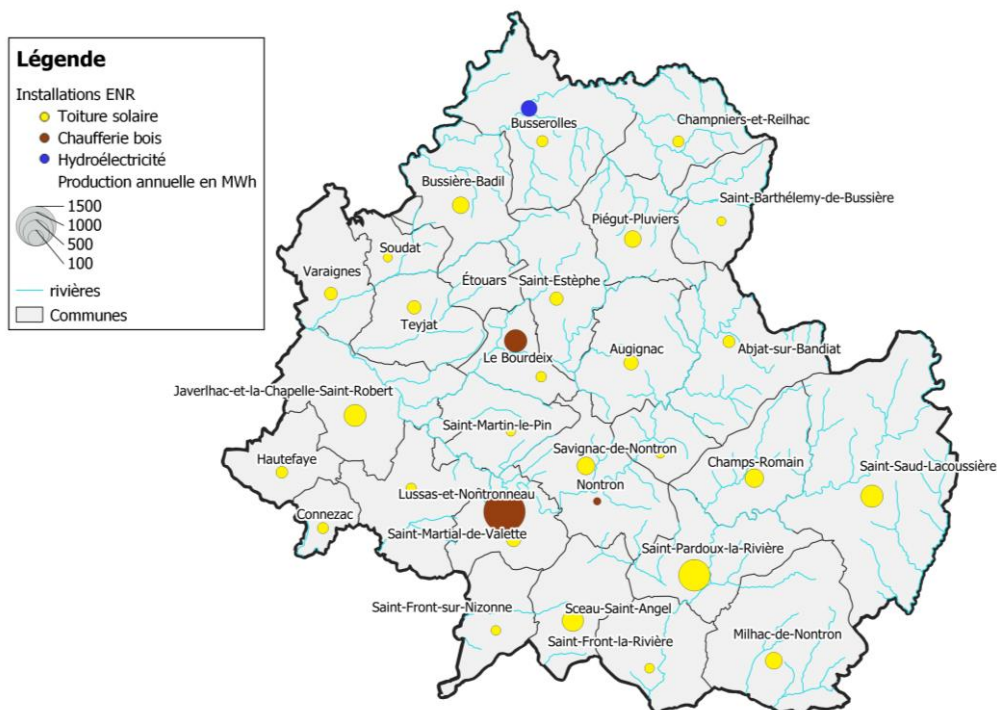 Légende
Installations ENR
Toiture solaire
Chaufferie bois
Hydroélectricité
Production annuelle en MWh
1500
1000
500
100
rivières
Communes
Busserolles
Champniers-et-Reilhac
Bussière-Badil
Saint-Barthélemy-de-Bussière
Piégut-Pluviers
Soudat
Varaignes
Étouars
Saint-Estèphe
Teyjat
Le Bourdeix
Augignac
Abjat-sur-Bandiat
Javerlhac-et-la-Chapelle-Saint-Robert
Saint-Martin-le-Pin
Savignac-de-Nontron
Hautefaye
Champs-Romain
Saint-Saud-Lacoussière
Nontron
Lussas-et-Nontronneau
Connezac
Saint-Martial-de-Valette
Saint-Pardoux-la-Rivière
Saint-Front-sur-Nizonne
Sceau-Saint-Angel
Saint-Front-la-Rivière
Milhac-de-Nontron